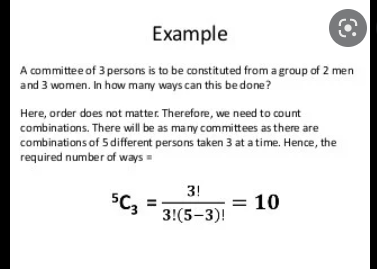 Example
A committee of 3 persons is to be constituted from a group of 2 men
and 3 women. In how many ways can this be done?
Here, order does not matter. Therefore, we need to count
combinations. There will be as many committees as there are
combinations of 5 different persons taken 3 at a time. Hence, the
required number of ways =
⁵C₃ = 3! / 3!(5−3)! = 10